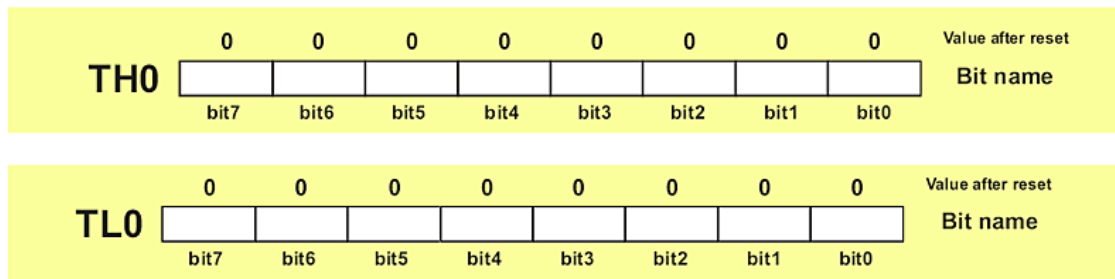 0 0 0 0 0 0 0 0 Value after reset
TH0 Bit name
bit7 bit6 bit5 bit4 bit3 bit2 bit1 bit0
0 0 0 0 0 0 0 0 Value after reset
TL0 Bit name
bit7 bit6 bit5 bit4 bit3 bit2 bit1 bit0